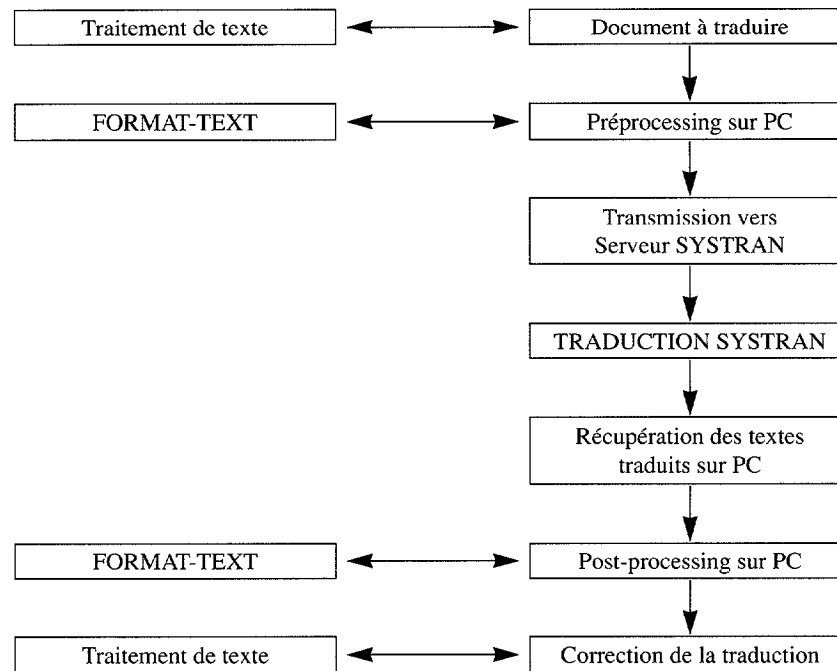 Traitement de texte
Document à traduire
FORMAT-TEXT
Préprocessing sur PC
Transmission vers
Serveur SYSTRAN
TRADUCTION SYSTRAN
Récupération des textes
traduits sur PC
FORMAT-TEXT
Post-processing sur PC
Traitement de texte
Correction de la traduction